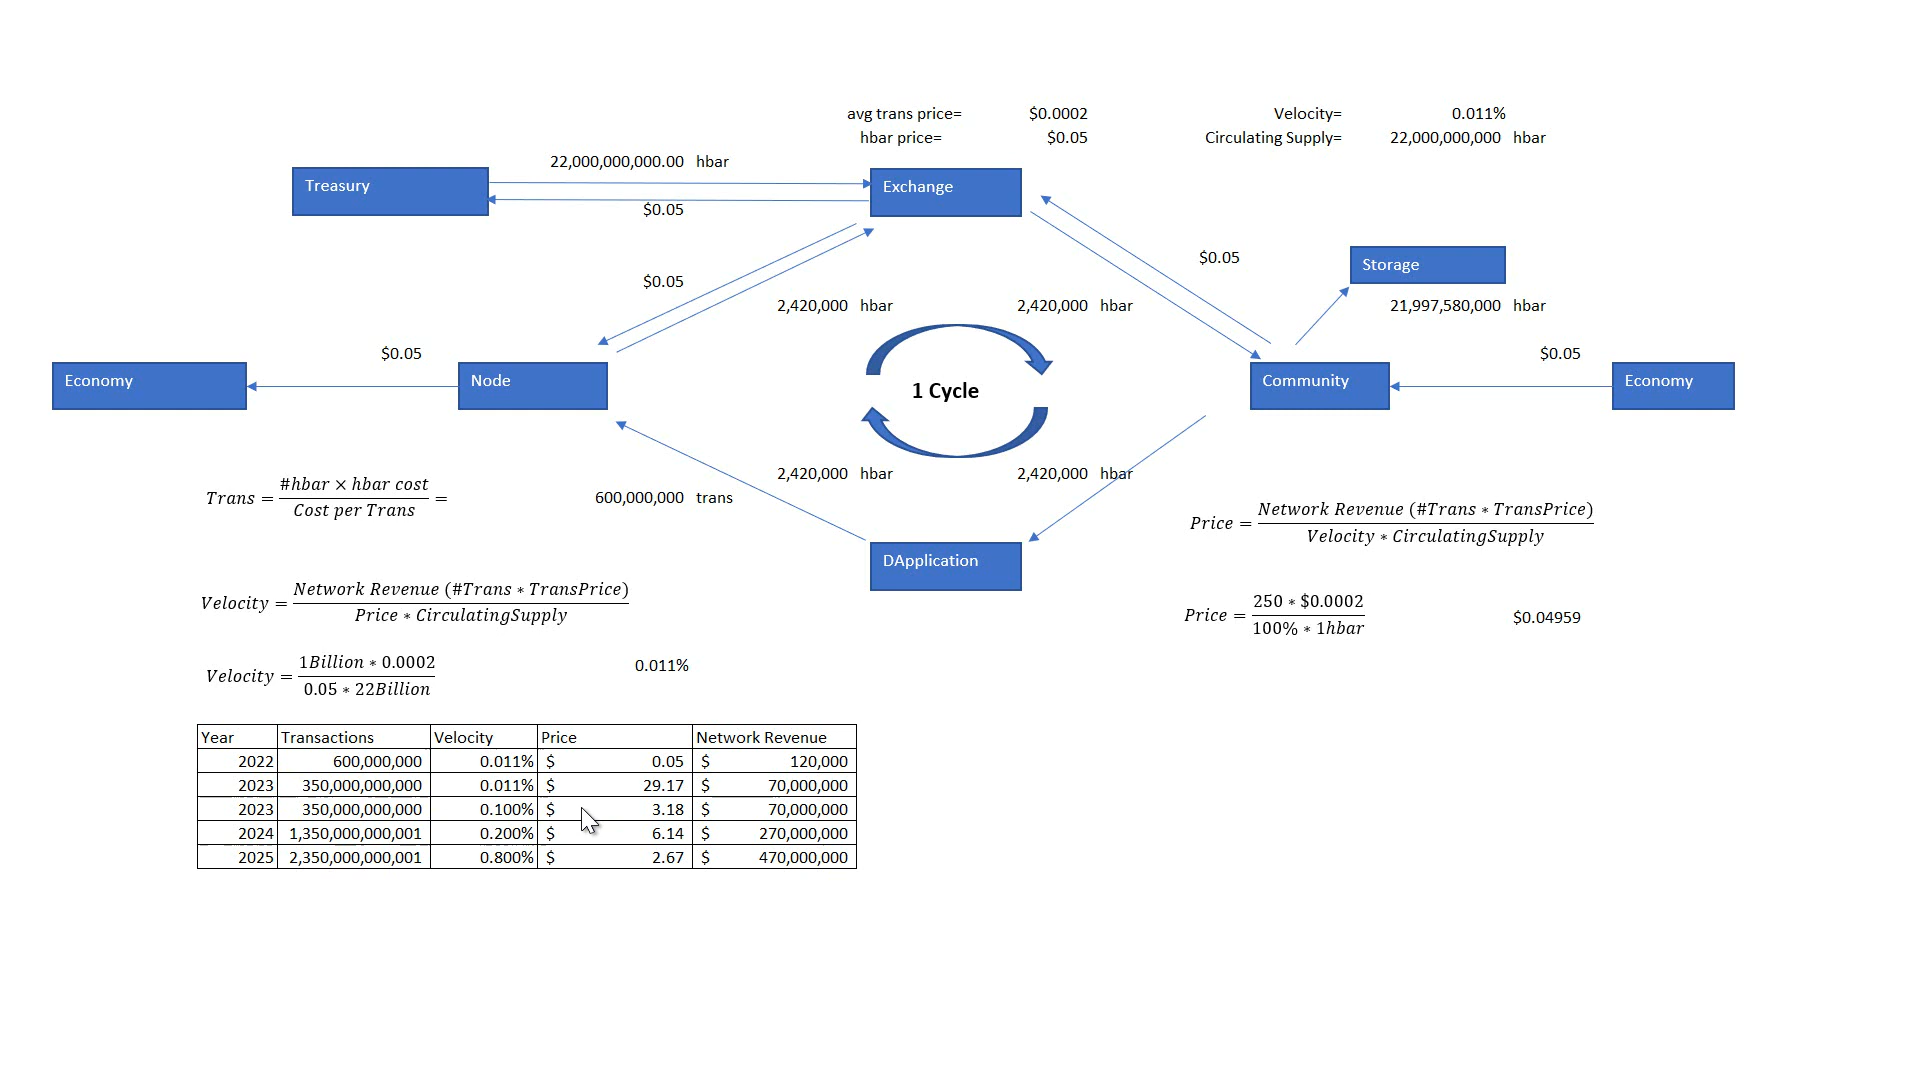 avg trans price= $0.0002 Velocity= 0.011%
hbar price= $0.05 Circulating Supply= 22,000,000,000 hbar
22,000,000,000.00 hbar
Treasury
Exchange
$0.05
$0.05
Storage
$0.05
2,420,000 hbar
2,420,000 hbar
21,997,580,000 hbar
$0.05
$0.05
Economy
Node
1 Cycle
Community
Economy
2,420,000 hbar
2,420,000 hbar
Trans = #hbar × hbar cost / Cost per Trans =
600,000,000 trans
Price = Network Revenue (#Trans ∗ TransPrice) / Velocity ∗ CirculatingSupply
DApplication
Velocity = Network Revenue (#Trans ∗ TransPrice) / Price ∗ CirculatingSupply
Price = 250 ∗ $0.0002 / 100% ∗ 1hbar
$0.04959
Velocity = 1Billion ∗ 0.0002 / 0.05 ∗ 22Billion
0.011%
Year Transactions Velocity Price Network Revenue
2022 600,000,000 0.011% $ 0.05 $ 120,000
2023 350,000,000,000 0.011% $ 29.17 $ 70,000,000
2023 350,000,000,000 0.100% $ 3.18 $ 70,000,000
2024 1,350,000,000,001 0.200% $ 6.14 $ 270,000,000
2025 2,350,000,000,001 0.800% $ 2.67 $ 470,000,000